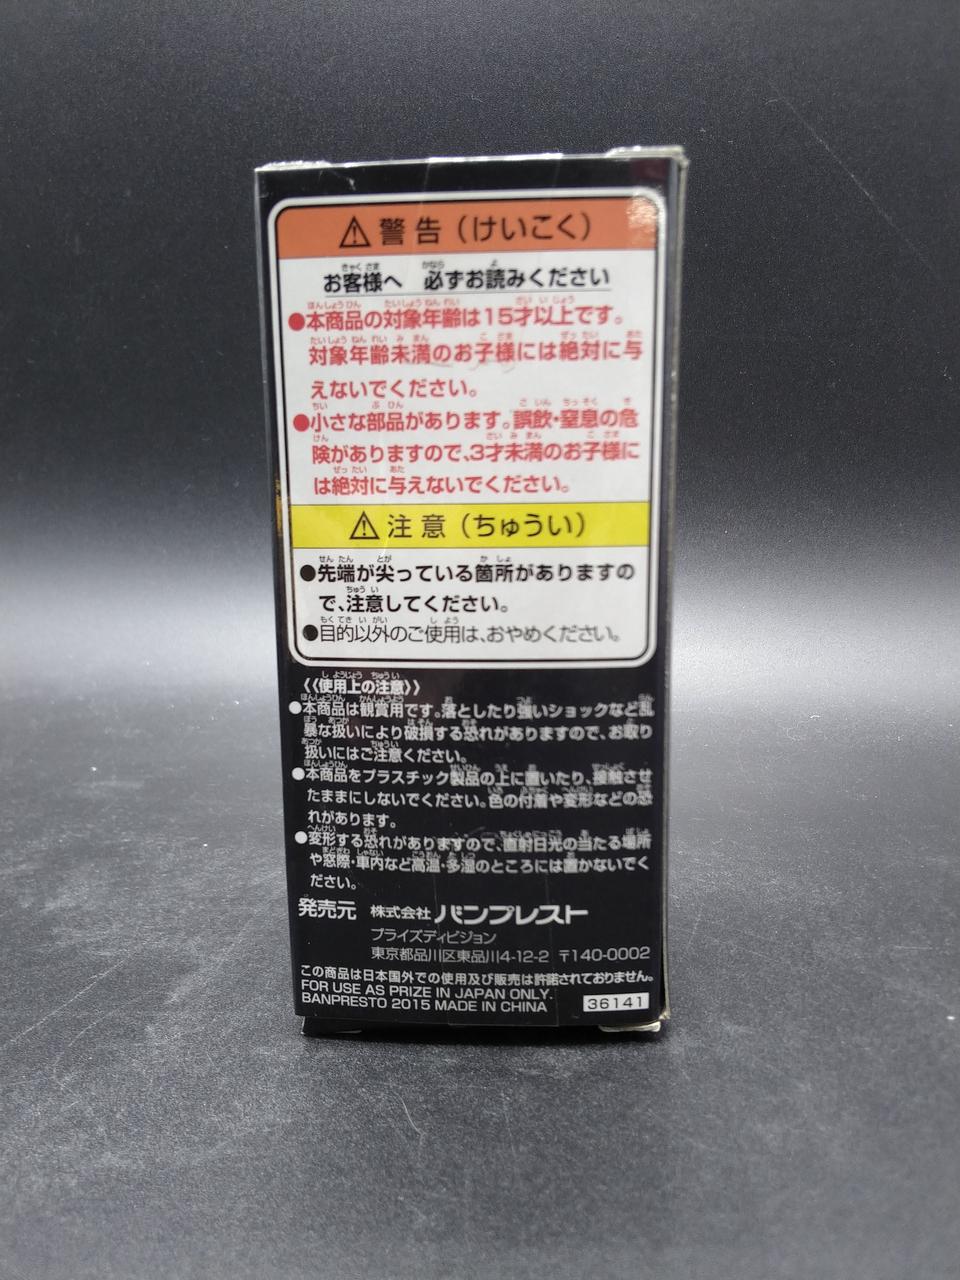 ⚠警告（けいこく）
お客様へ　必ずお読みください
●本商品の対象年齢は15才以上です。
対象年齢未満のお子様には絶対に与
えないでください。
●小さな部品があります。誤飲・窒息の危
険がありますので、3才未満のお子様に
は絶対に与えないでください。
⚠注意（ちゅうい）
●先端が尖っている箇所がありますの
で、注意してください。
●目的以外のご使用は、おやめください。
《使用上の注意》
●本商品は観賞用です。落としたり強いショックなど乱
暴な扱いにより破損する恐れがありますので、お取り
扱いにはご注意ください。
●本商品をプラスチック製品の上に置いたり、接触させ
たままにしないでください。色の付着や変形などの恐
れがあります。
●変形する恐れがありますので、直射日光の当たる場所
や窓際・車内など高温・多湿のところには置かないでく
ださい。
発売元　株式会社 バンプレスト
プライズディビジョン
東京都品川区東品川4-12-2　〒140-0002
この商品は日本国外での使用及び販売は許諾されておりません。
FOR USE AS PRIZE IN JAPAN ONLY.
BANPRESTO 2015 MADE IN CHINA
36141